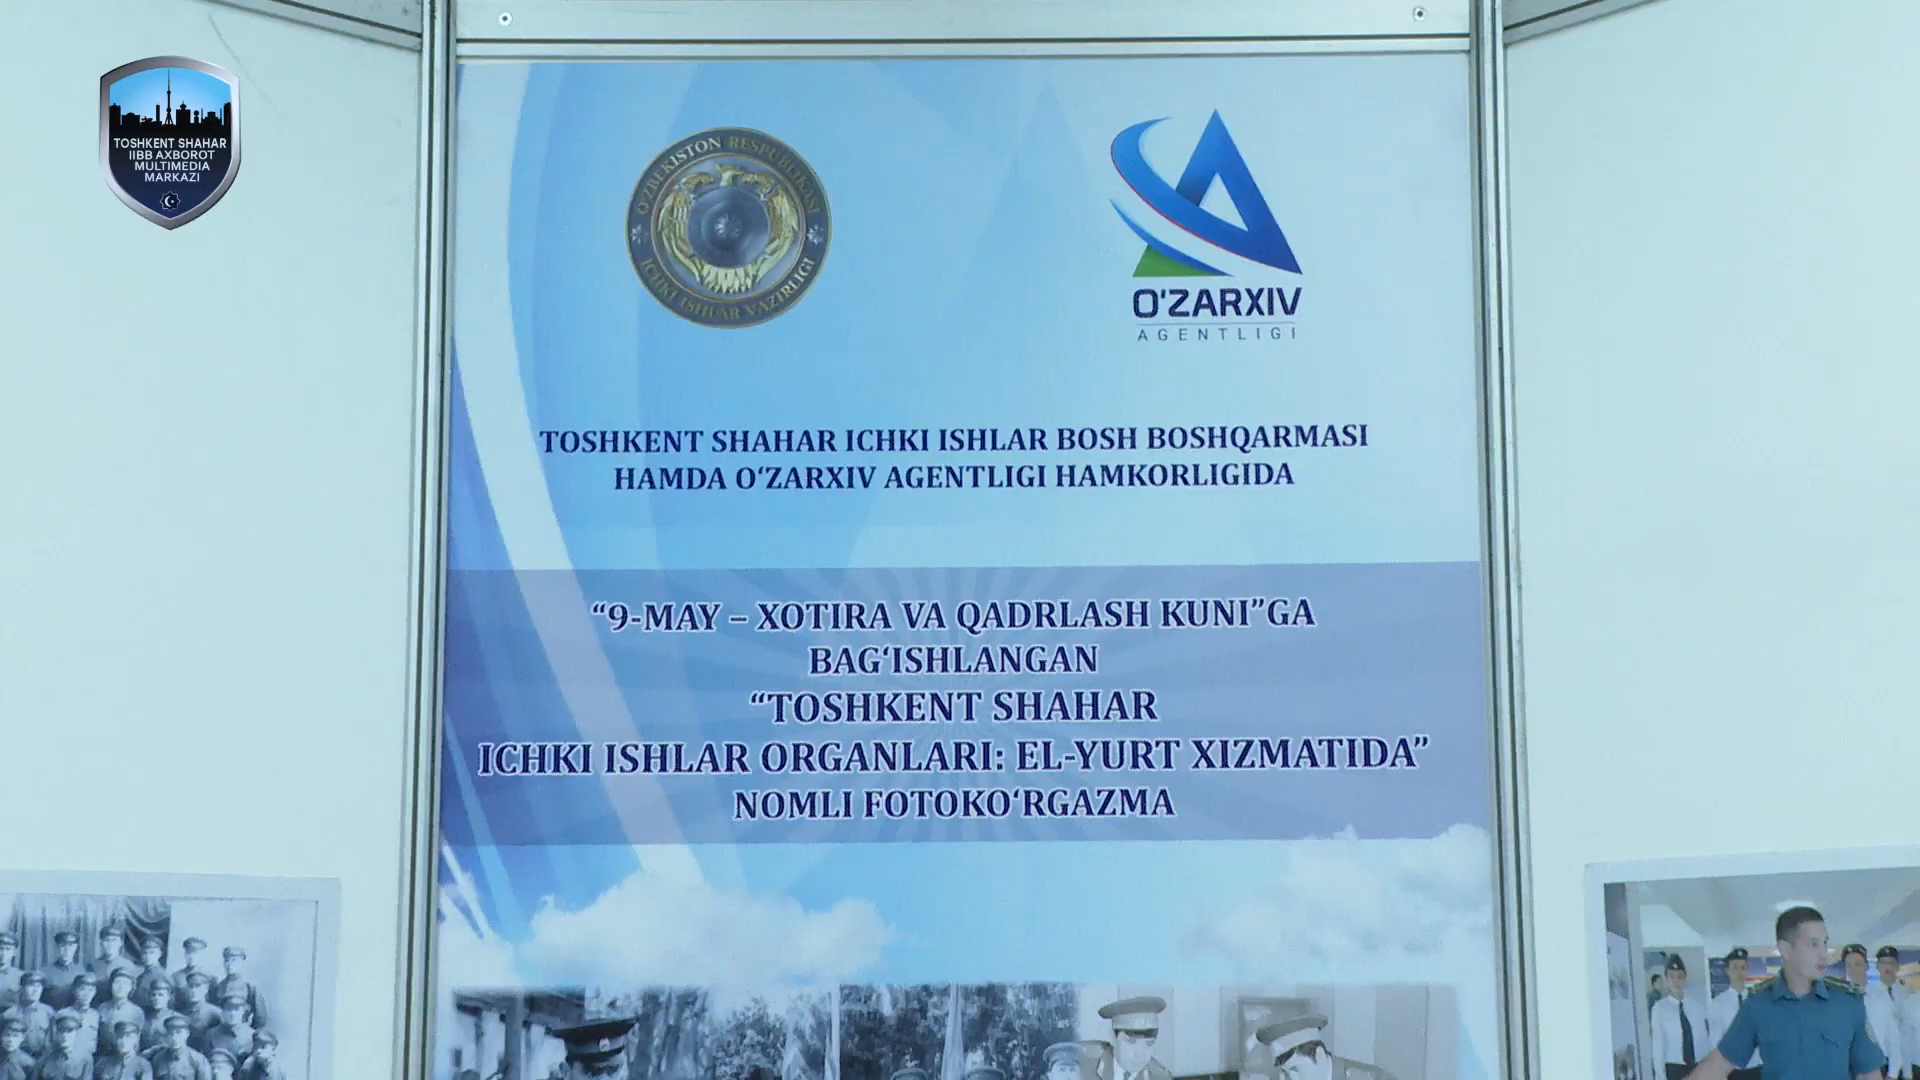 TOSHKENT SHAHAR
IIBB AXBOROT
MULTIMEDIA
MARKAZI
O'ZBEKISTON RESPUBLIKASI
ICHKI ISHLAR VAZIRLIGI
O'ZARXIV
AGENTLIGI
TOSHKENT SHAHAR ICHKI ISHLAR BOSH BOSHQARMASI
HAMDA O‘ZARXIV AGENTLIGI HAMKORLIGIDA
“9-MAY – XOTIRA VA QADRLASH KUNI”GA
BAG‘ISHLANGAN
“TOSHKENT SHAHAR
ICHKI ISHLAR ORGANLARI: EL-YURT XIZMATIDA”
NOMLI FOTOKO‘RGAZMA